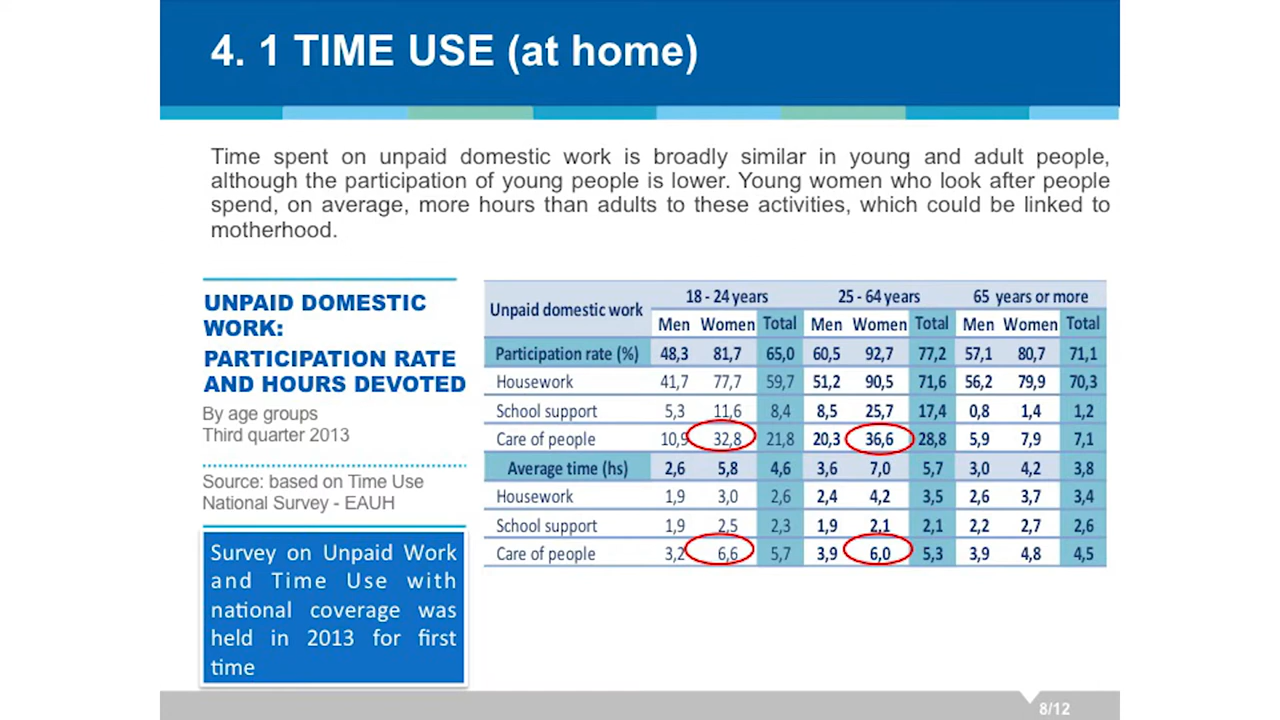 4. 1 TIME USE (at home)
Time spent on unpaid domestic work is broadly similar in young and adult people,
although the participation of young people is lower. Young women who look after people
spend, on average, more hours than adults to these activities, which could be linked to
motherhood.
UNPAID DOMESTIC
WORK:
PARTICIPATION RATE
AND HOURS DEVOTED
By age groups
Third quarter 2013
Source: based on Time Use
National Survey - EAUH
Survey on Unpaid Work
and Time Use with
national coverage was
held in 2013 for first
time
Unpaid domestic work 18 - 24 years 25 - 64 years 65 years or more
Men Women Total Men Women Total Men Women Total
Participation rate (%) 48,3 81,7 65,0 60,5 92,7 77,2 57,1 80,7 71,1
Housework 41,7 77,7 59,7 51,2 90,5 71,6 56,2 79,9 70,3
School support 5,3 11,6 8,4 8,5 25,7 17,4 0,8 1,4 1,2
Care of people 10,9 32,8 21,8 20,3 36,6 28,8 5,9 7,9 7,1
Average time (hs) 2,6 5,8 4,6 3,6 7,0 5,7 3,0 4,2 3,8
Housework 1,9 3,0 2,6 2,4 4,2 3,5 2,6 3,7 3,4
School support 1,9 2,5 2,3 1,9 2,1 2,1 2,2 2,7 2,6
Care of people 3,2 6,6 5,7 3,9 6,0 5,3 3,9 4,8 4,5
8/12